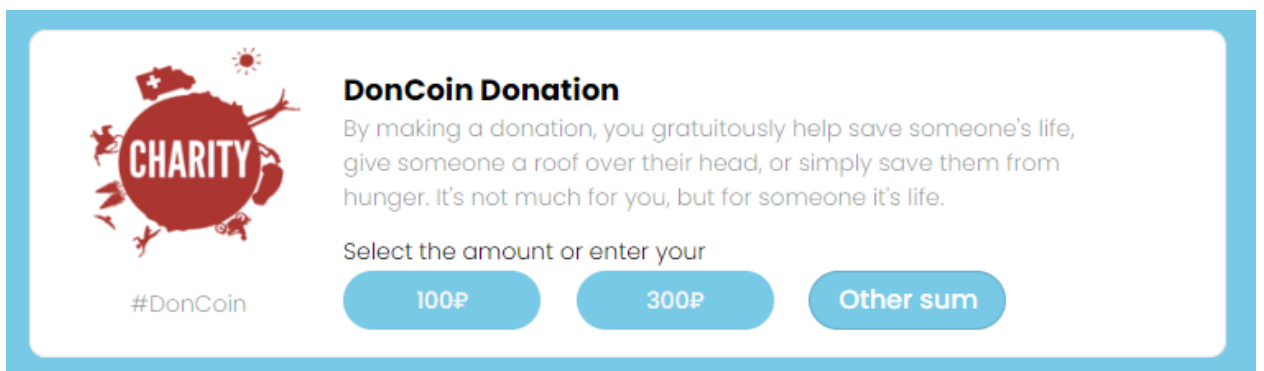 CHARITY
#DonCoin
DonCoin Donation
By making a donation, you gratuitously help save someone's life,
give someone a roof over their head, or simply save them from
hunger. It's not much for you, but for someone it's life.
Select the amount or enter your
100₽ 300₽ Other sum